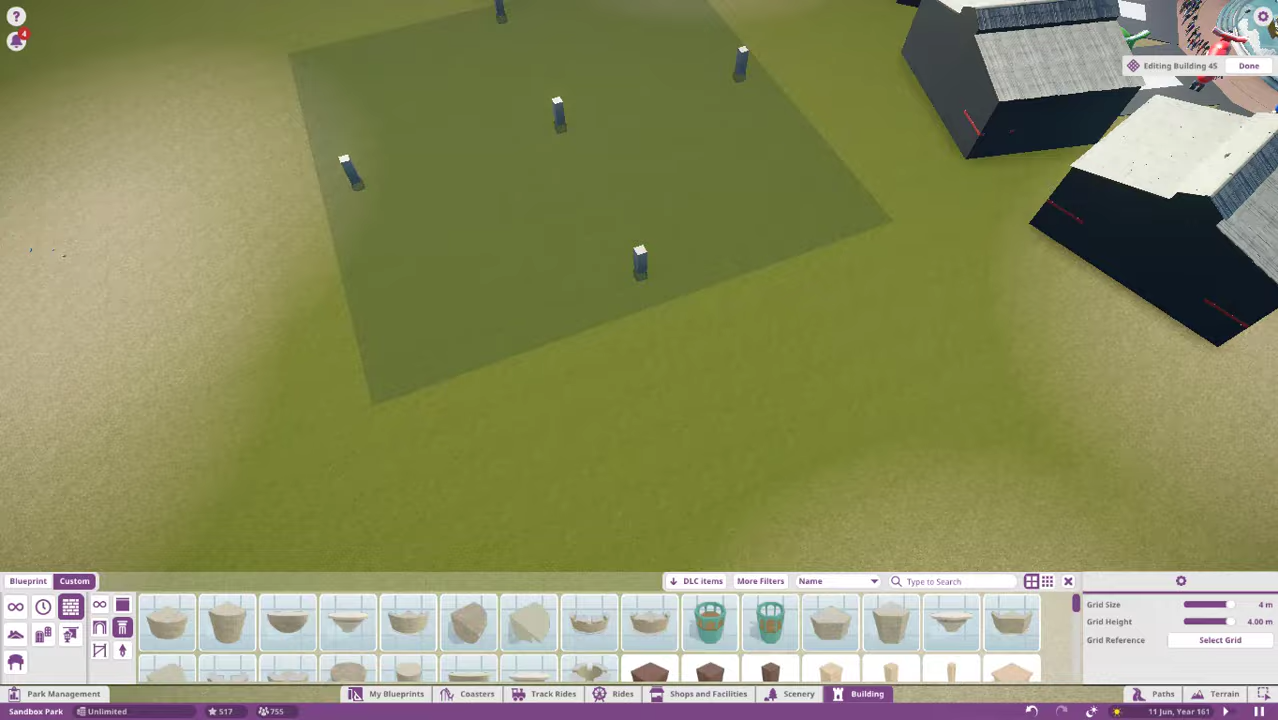 ?
4
Editing Building 45 Done
Blueprint Custom DLC items More Filters Name Type to Search
Grid Size 4 m
Grid Height 4.00 m
Grid Reference Select Grid
Park Management My Blueprints Coasters Track Rides Rides Shops and Facilities Scenery Building Paths Terrain
Sandbox Park Unlimited 517 755 11 Jun, Year 161